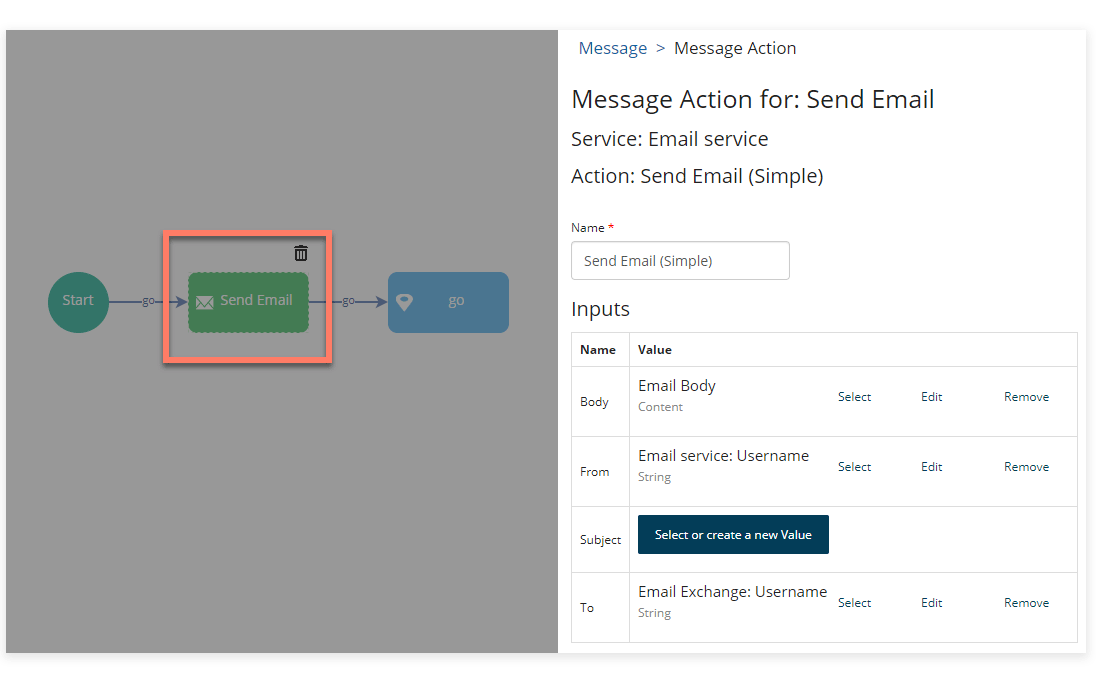 Start
go
Send Email
go
go
Message > Message Action
Message Action for: Send Email
Service: Email service
Action: Send Email (Simple)
Name *
Send Email (Simple)
Inputs
Name Value
Body Email Body Select Edit Remove
Content
From Email service: Username Select Edit Remove
String
Subject Select or create a new Value
To Email Exchange: Username Select Edit Remove
String